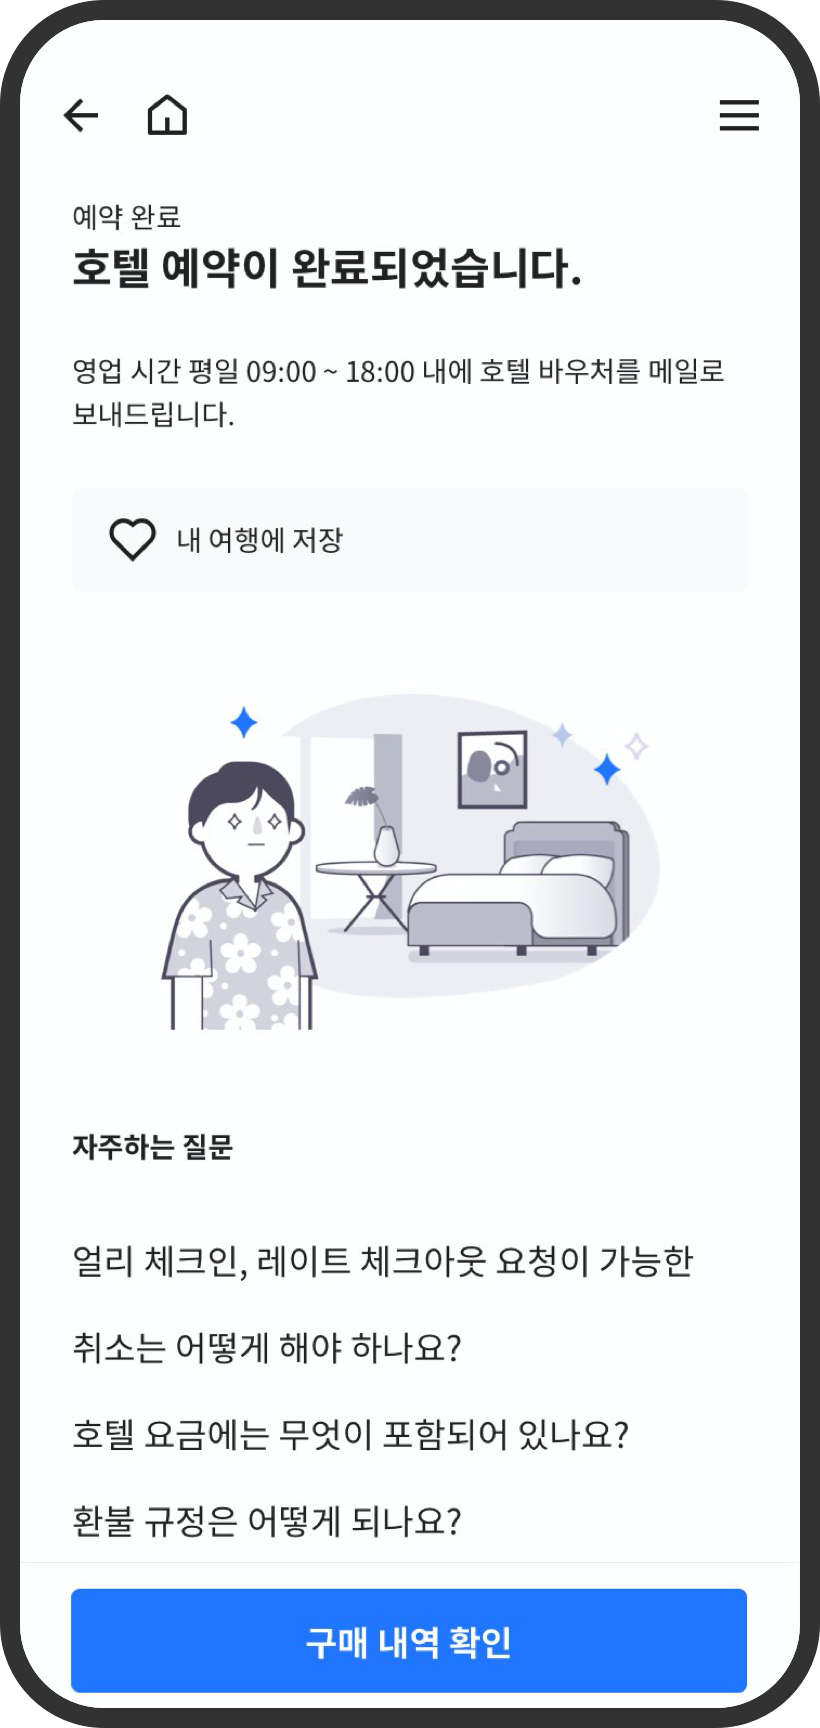 예약 완료
호텔 예약이 완료되었습니다.
영업 시간 평일 09:00 ~ 18:00 내에 호텔 바우처를 메일로
보내드립니다.
내 여행에 저장
자주하는 질문
얼리 체크인, 레이트 체크아웃 요청이 가능한
취소는 어떻게 해야 하나요?
호텔 요금에는 무엇이 포함되어 있나요?
환불 규정은 어떻게 되나요?
구매 내역 확인